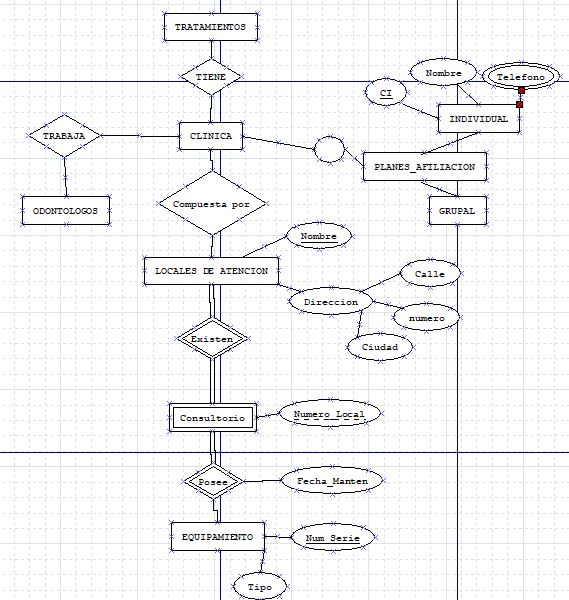 TRATAMIENTOS
TIENE
Nombre
Telefono
CI
INDIVIDUAL
TRABAJA
CLINICA
PLANES_AFILIACION
ODONTOLOGOS
Compuesta por
GRUPAL
Nombre
LOCALES DE ATENCION
Calle
Direccion
numero
Existen
Ciudad
Consultorio
Numero_Local
Posee
Fecha_Manten
EQUIPAMIENTO
Num_Serie
Tipo